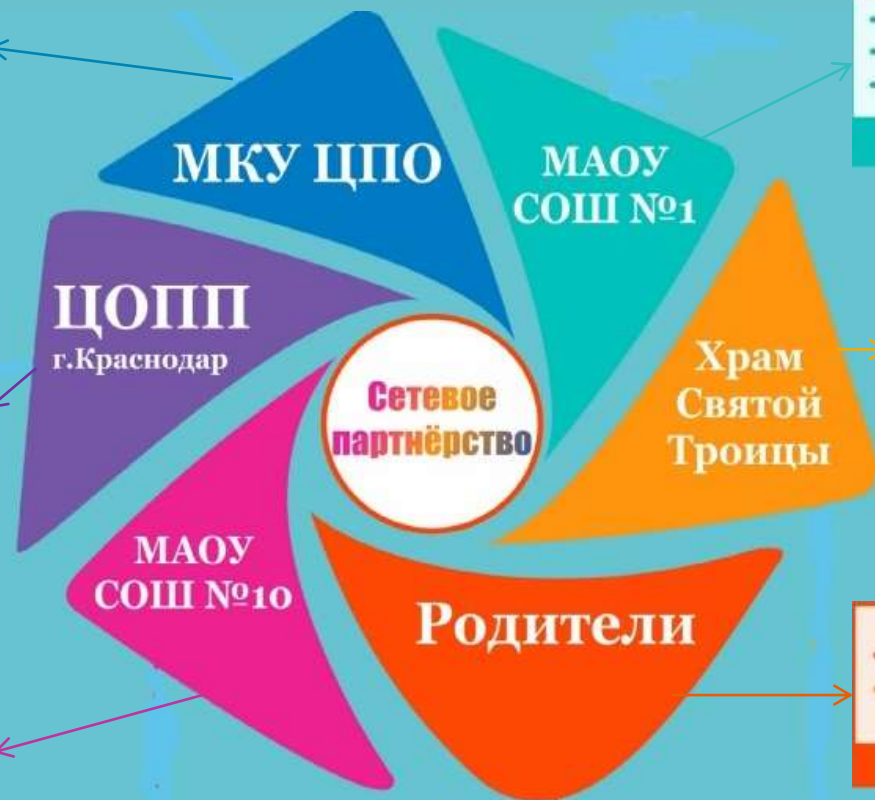 МКУ ЦПО
МАОУ
СОШ №1
ЦОПП
г.Краснодар
Храм
Святой
Троицы
Сетевое
партнёрство
МАОУ
СОШ №10
Родители